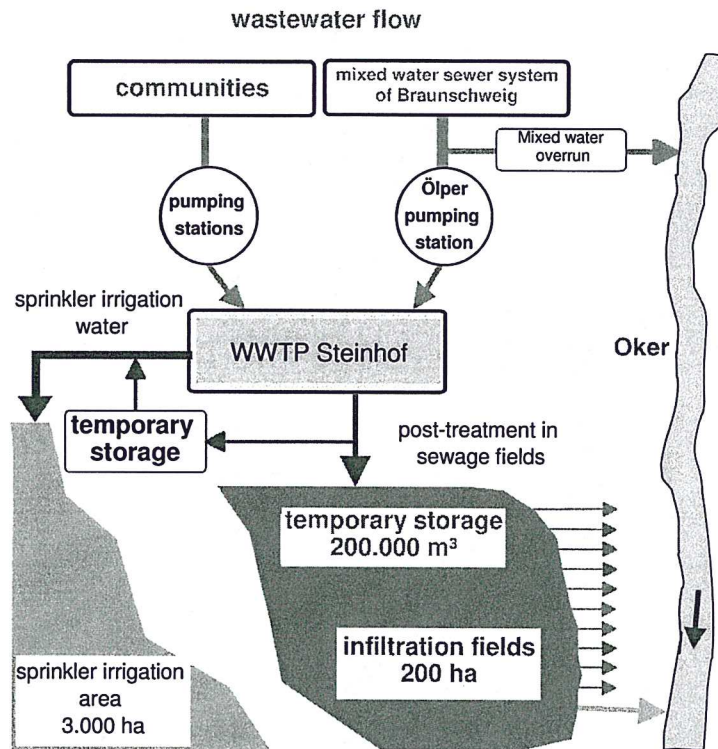 wastewater flow
communities
mixed water sewer system
of Braunschweig
Mixed water
overrun
pumping
stations
Ölper
pumping
station
sprinkler irrigation
water
WWTP Steinhof
Oker
temporary
storage
post-treatment in
sewage fields
temporary storage
200.000 m³
infiltration fields
200 ha
sprinkler irrigation
area
3.000 ha